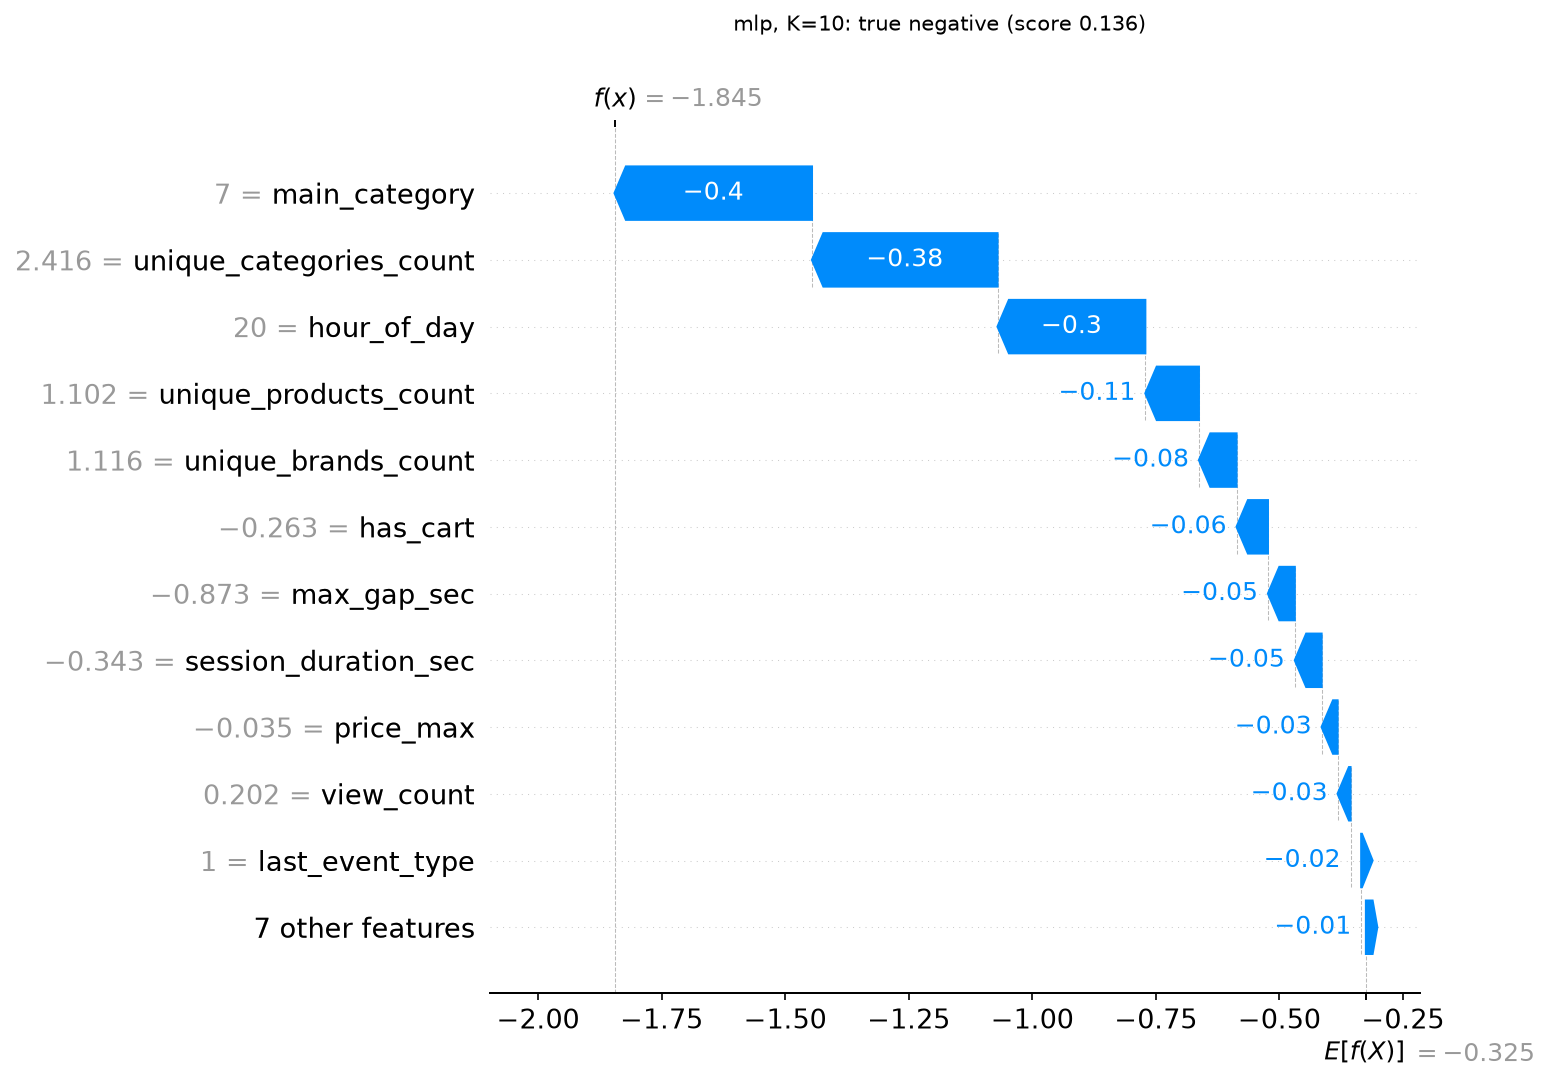 mlp, K=10: true negative (score 0.136)
f(x) = −1.845
7 = main_category
−0.4
2.416 = unique_categories_count
−0.38
20 = hour_of_day
−0.3
1.102 = unique_products_count
−0.11
1.116 = unique_brands_count
−0.08
−0.263 = has_cart
−0.06
−0.873 = max_gap_sec
−0.05
−0.343 = session_duration_sec
−0.05
−0.035 = price_max
−0.03
0.202 = view_count
−0.03
1 = last_event_type
−0.02
7 other features
−0.01
−2.00 −1.75 −1.50 −1.25 −1.00 −0.75 −0.50 −0.25
E[f(X)] = −0.325